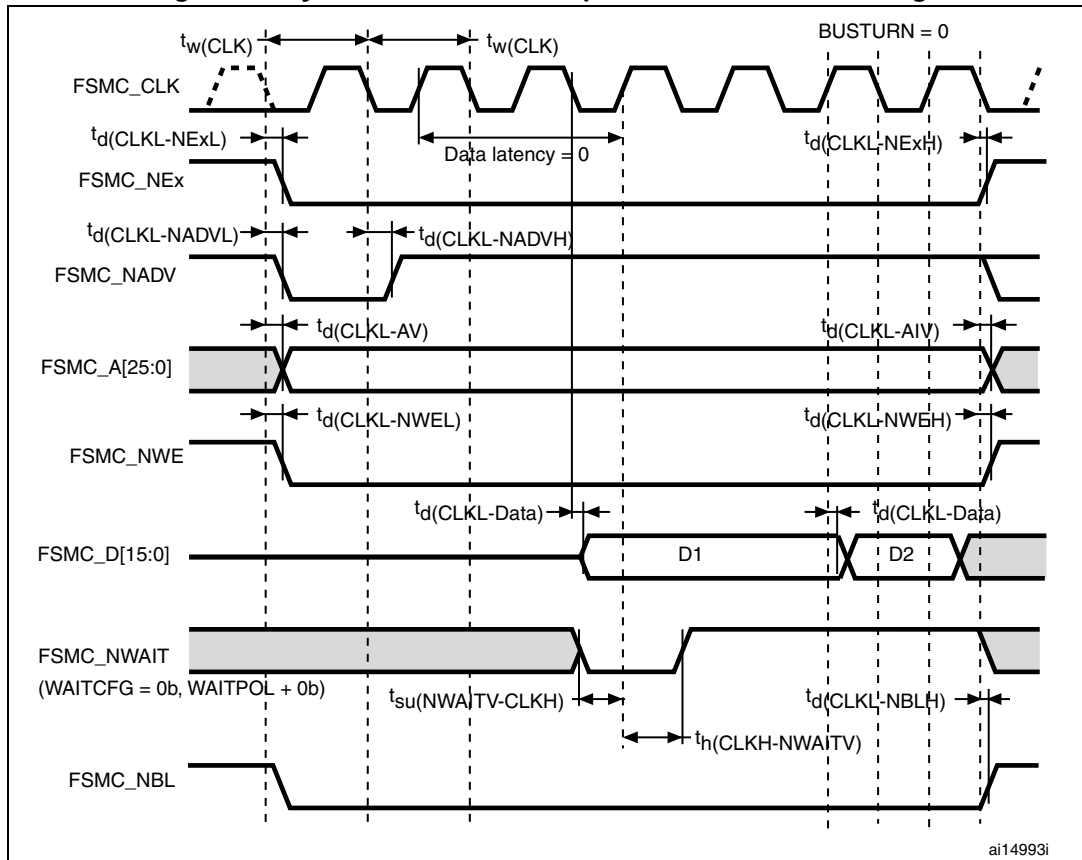 tw(CLK)
tw(CLK)
BUSTURN = 0
FSMC_CLK
Data latency = 0
td(CLKL-NExL)
td(CLKL-NExH)
FSMC_NEx
td(CLKL-NADVL)
td(CLKL-NADVH)
FSMC_NADV
td(CLKL-AV)
td(CLKL-AIV)
FSMC_A[25:0]
td(CLKL-NWEL)
td(CLKL-NWEH)
FSMC_NWE
td(CLKL-Data)
td(CLKL-Data)
FSMC_D[15:0]
D1
D2
FSMC_NWAIT
(WAITCFG = 0b, WAITPOL + 0b)
tsu(NWAITV-CLKH)
td(CLKL-NBLH)
th(CLKH-NWAITV)
FSMC_NBL
ai14993i